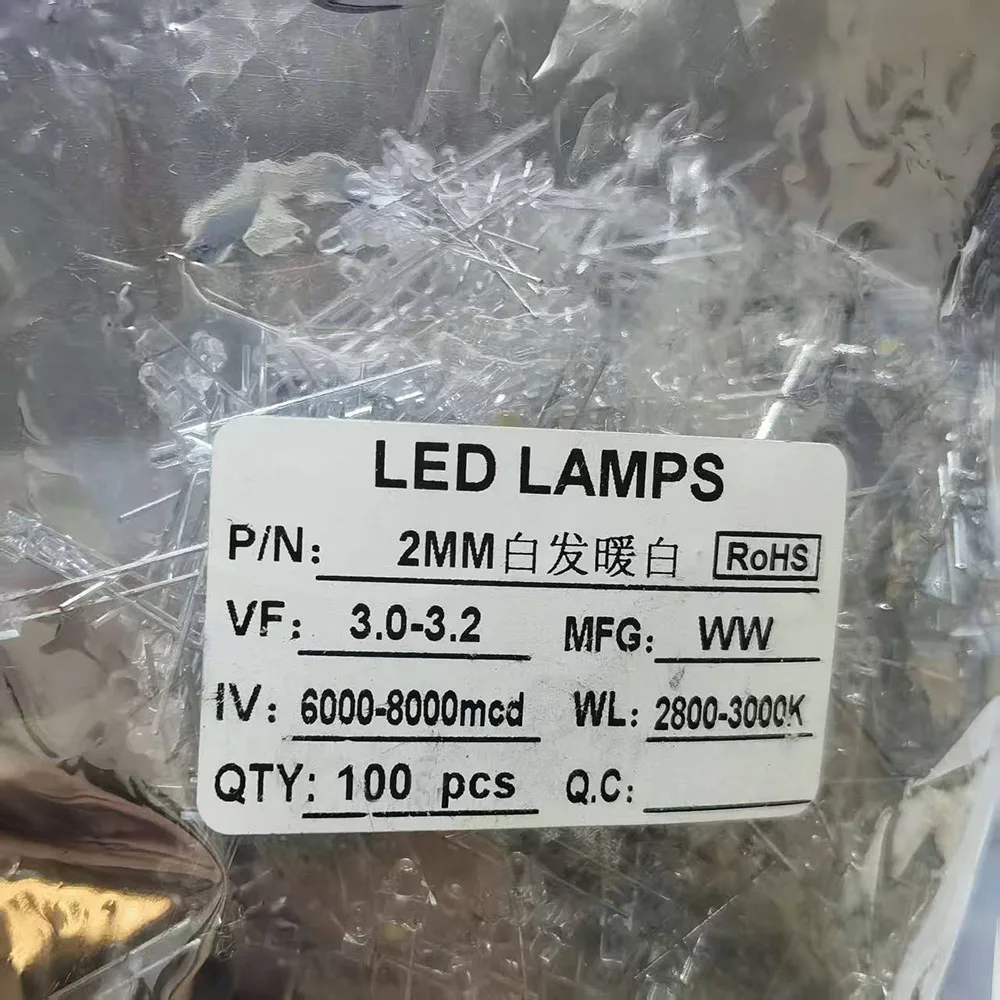 LED LAMPS
P/N: 2MM白发暖白 RoHS
VF: 3.0-3.2 MFG: WW
IV: 6000-8000mcd WL: 2800-3000K
QTY: 100 pcs Q.C: